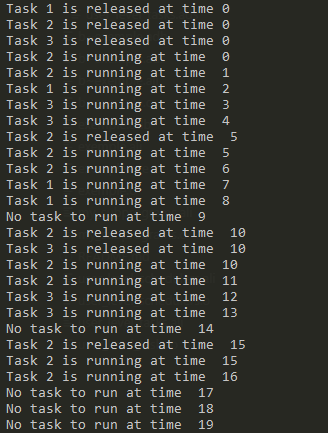 Task 1 is released at time 0
Task 2 is released at time 0
Task 3 is released at time 0
Task 2 is running at time  0
Task 2 is running at time  1
Task 1 is running at time  2
Task 3 is running at time  3
Task 3 is running at time  4
Task 2 is released at time  5
Task 2 is running at time  5
Task 2 is running at time  6
Task 1 is running at time  7
Task 1 is running at time  8
No task to run at time  9
Task 2 is released at time  10
Task 3 is released at time  10
Task 2 is running at time  10
Task 2 is running at time  11
Task 3 is running at time  12
Task 3 is running at time  13
No task to run at time  14
Task 2 is released at time  15
Task 2 is running at time  15
Task 2 is running at time  16
No task to run at time  17
No task to run at time  18
No task to run at time  19